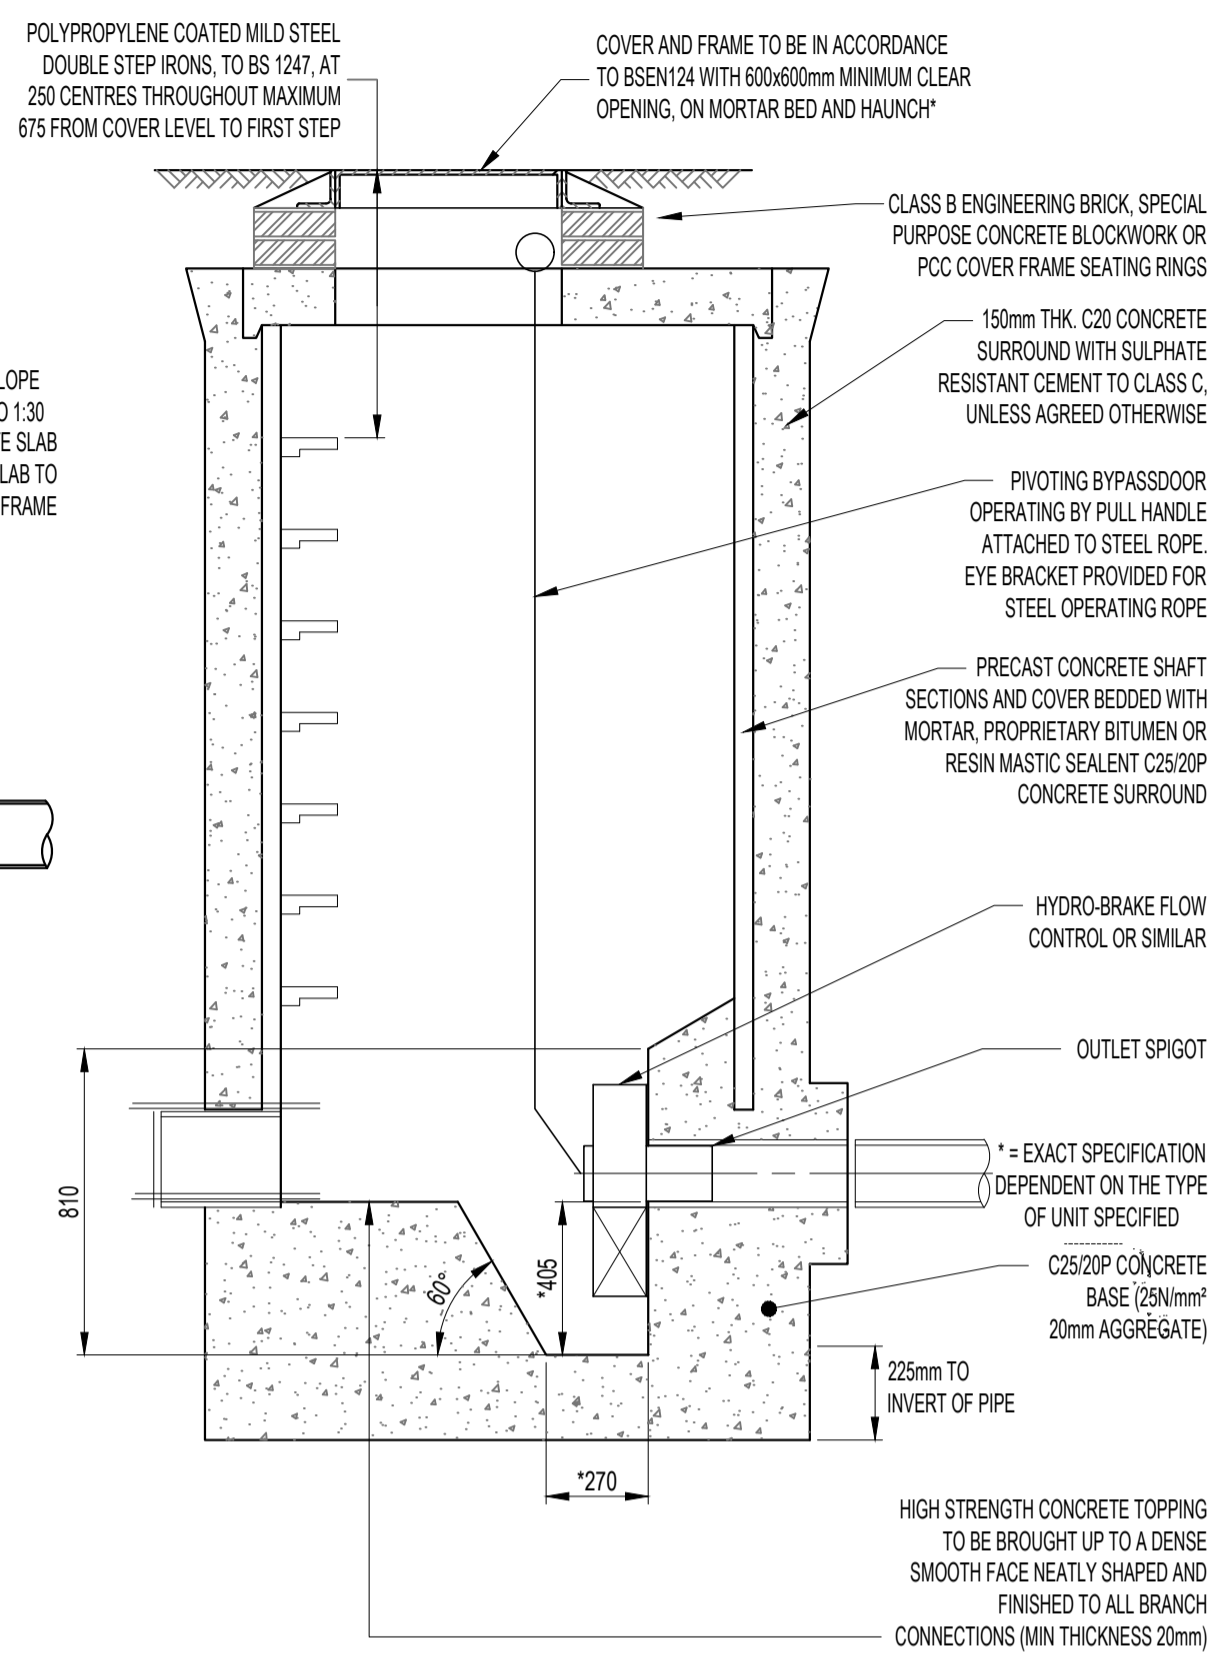 POLYPROPYLENE COATED MILD STEEL
DOUBLE STEP IRONS, TO BS 1247, AT
250 CENTRES THROUGHOUT MAXIMUM
675 FROM COVER LEVEL TO FIRST STEP
COVER AND FRAME TO BE IN ACCORDANCE
TO BSEN124 WITH 600x600mm MINIMUM CLEAR
OPENING, ON MORTAR BED AND HAUNCH*
CLASS B ENGINEERING BRICK, SPECIAL
PURPOSE CONCRETE BLOCKWORK OR
PCC COVER FRAME SEATING RINGS
150mm THK. C20 CONCRETE
SURROUND WITH SULPHATE
RESISTANT CEMENT TO CLASS C,
UNLESS AGREED OTHERWISE
LOPE
O 1:30
E SLAB
LAB TO
FRAME
PIVOTING BYPASSDOOR
OPERATING BY PULL HANDLE
ATTACHED TO STEEL ROPE.
EYE BRACKET PROVIDED FOR
STEEL OPERATING ROPE
PRECAST CONCRETE SHAFT
SECTIONS AND COVER BEDDED WITH
MORTAR, PROPRIETARY BITUMEN OR
RESIN MASTIC SEALENT C25/20P
CONCRETE SURROUND
HYDRO-BRAKE FLOW
CONTROL OR SIMILAR
OUTLET SPIGOT
* = EXACT SPECIFICATION
DEPENDENT ON THE TYPE
OF UNIT SPECIFIED
810
60°
*405
C25/20P CONCRETE
BASE (25N/mm²
20mm AGGREGATE)
225mm TO
INVERT OF PIPE
*270
HIGH STRENGTH CONCRETE TOPPING
TO BE BROUGHT UP TO A DENSE
SMOOTH FACE NEATLY SHAPED AND
FINISHED TO ALL BRANCH
CONNECTIONS (MIN THICKNESS 20mm)